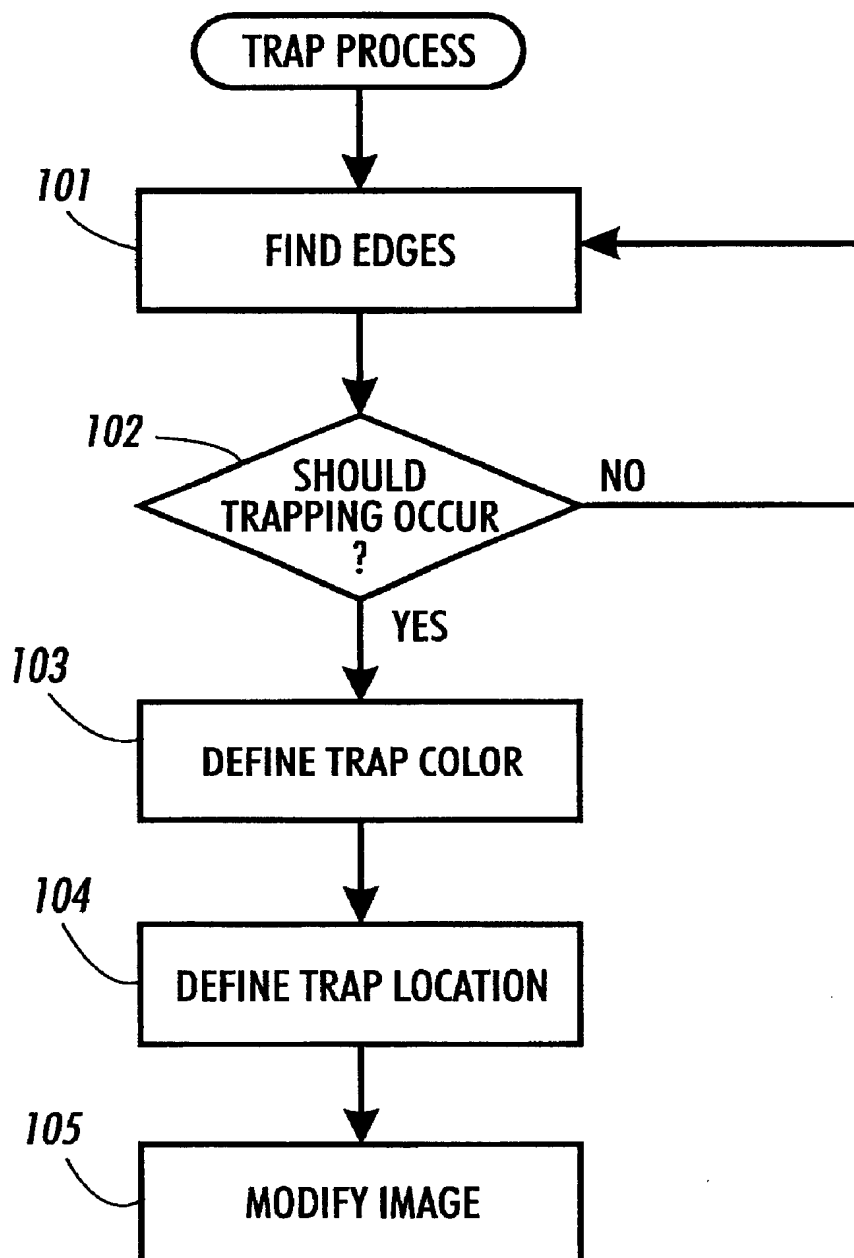 TRAP PROCESS
101
FIND EDGES
102
SHOULD
TRAPPING OCCUR
?
NO
YES
103
DEFINE TRAP COLOR
104
DEFINE TRAP LOCATION
105
MODIFY IMAGE